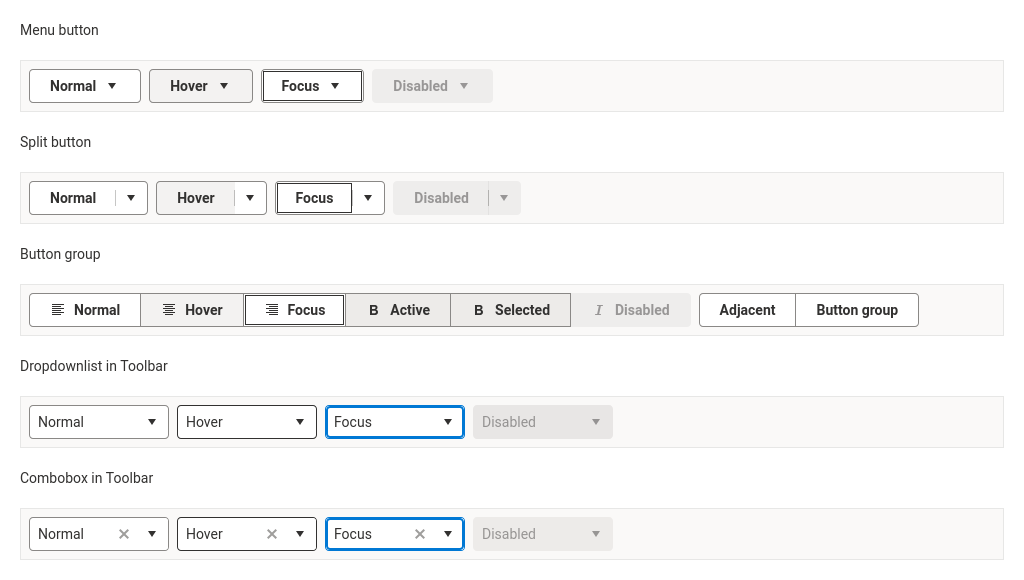 Menu button
Normal Hover Focus Disabled
Split button
Normal Hover Focus Disabled
Button group
Normal Hover Focus B Active B Selected I Disabled Adjacent Button group
Dropdownlist in Toolbar
Normal Hover Focus Disabled
Combobox in Toolbar
Normal Hover Focus Disabled